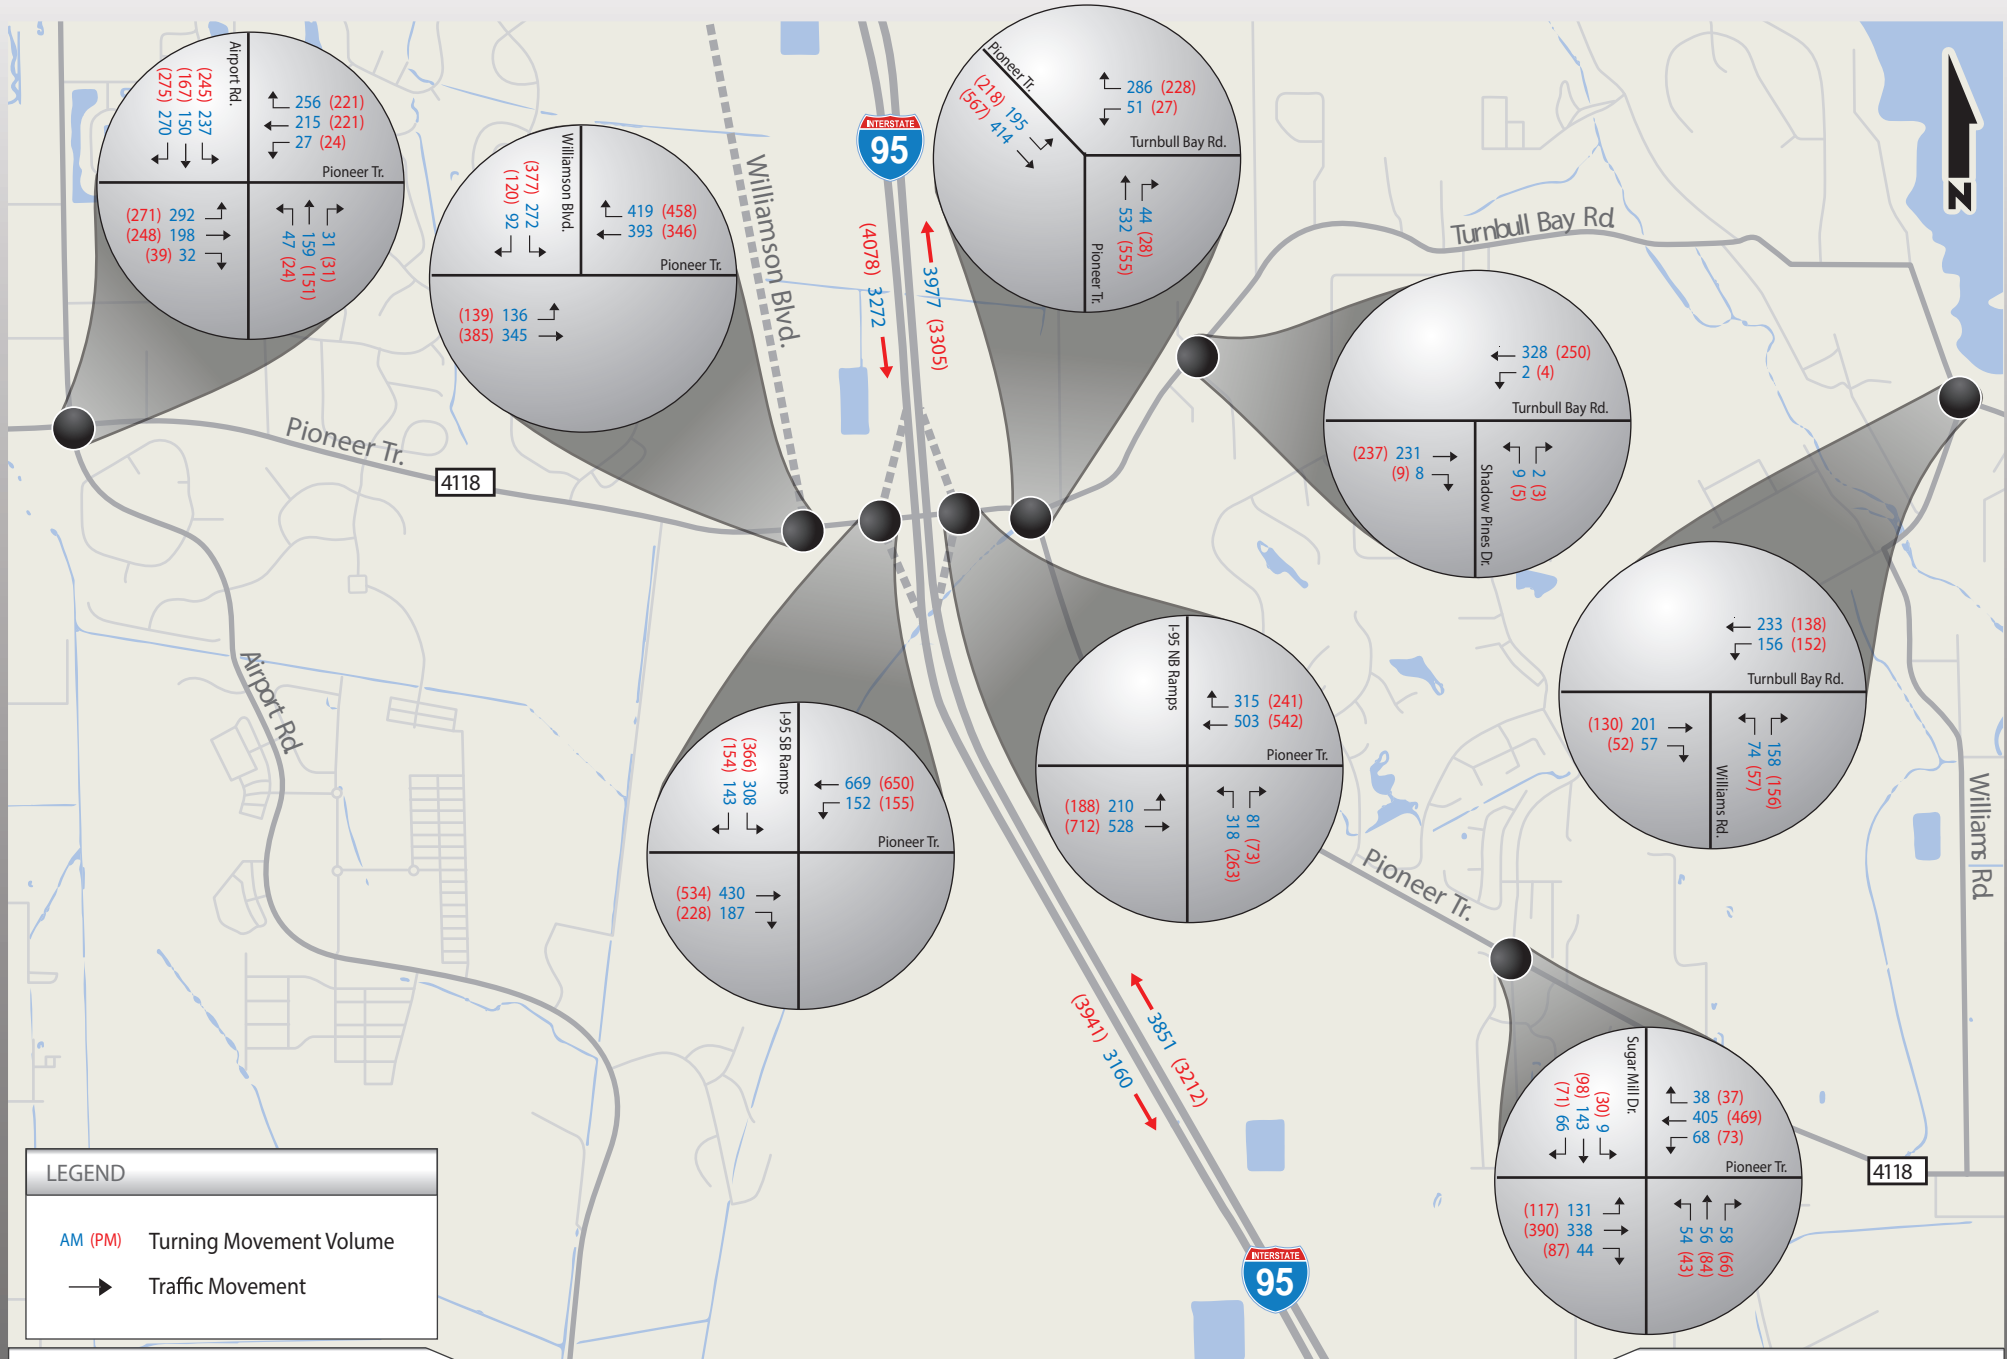 Airport Rd.
(275) 270
(167) 150
(245) 237
256 (221)
215 (221)
27 (24)
Pioneer Tr.
(271) 292
(248) 198
(39) 32
47 (24)
159 (151)
31 (31)
Williamson Blvd.
(120) 92
(377) 272
419 (458)
393 (346)
Pioneer Tr.
(139) 136
(385) 345
Williamson Blvd.
INTERSTATE
95
(4078) 3272
3977 (3305)
Pioneer Tr.
(218) 195
(567) 414
286 (228)
51 (27)
Turnbull Bay Rd.
532 (555)
44 (28)
Pioneer Tr.
Turnbull Bay Rd.
N
328 (250)
2 (4)
Turnbull Bay Rd.
(237) 231
(9) 8
Shadow Pines Dr.
9 (5)
2 (3)
233 (138)
156 (152)
Turnbull Bay Rd.
(130) 201
(52) 57
Williams Rd.
74 (57)
158 (156)
Williams Rd.
Pioneer Tr.
4118
Airport Rd.
I-95 SB Ramps
(154) 143
(366) 308
669 (650)
152 (155)
Pioneer Tr.
(534) 430
(228) 187
I-95 NB Ramps
315 (241)
503 (542)
Pioneer Tr.
(188) 210
(712) 528
318 (263)
81 (73)
Pioneer Tr.
(3941) 3160
3851 (3212)
INTERSTATE
95
Sugar Mill Dr.
(71) 66
(98) 143
(30) 9
38 (37)
405 (469)
68 (73)
Pioneer Tr.
(117) 131
(390) 338
(87) 44
54 (43)
56 (84)
58 (66)
4118
LEGEND
AM (PM) Turning Movement Volume
Traffic Movement